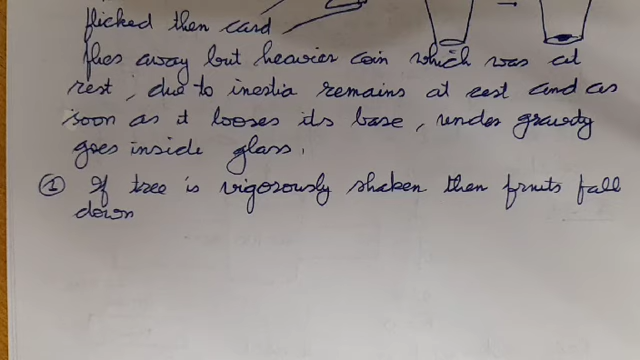 flicked then card
flies away but heavier coin which was at
rest, due to inertia remains at rest and as
soon as it looses its base, under gravity
goes inside glass.
① If tree is vigorously shaken then fruits fall
down